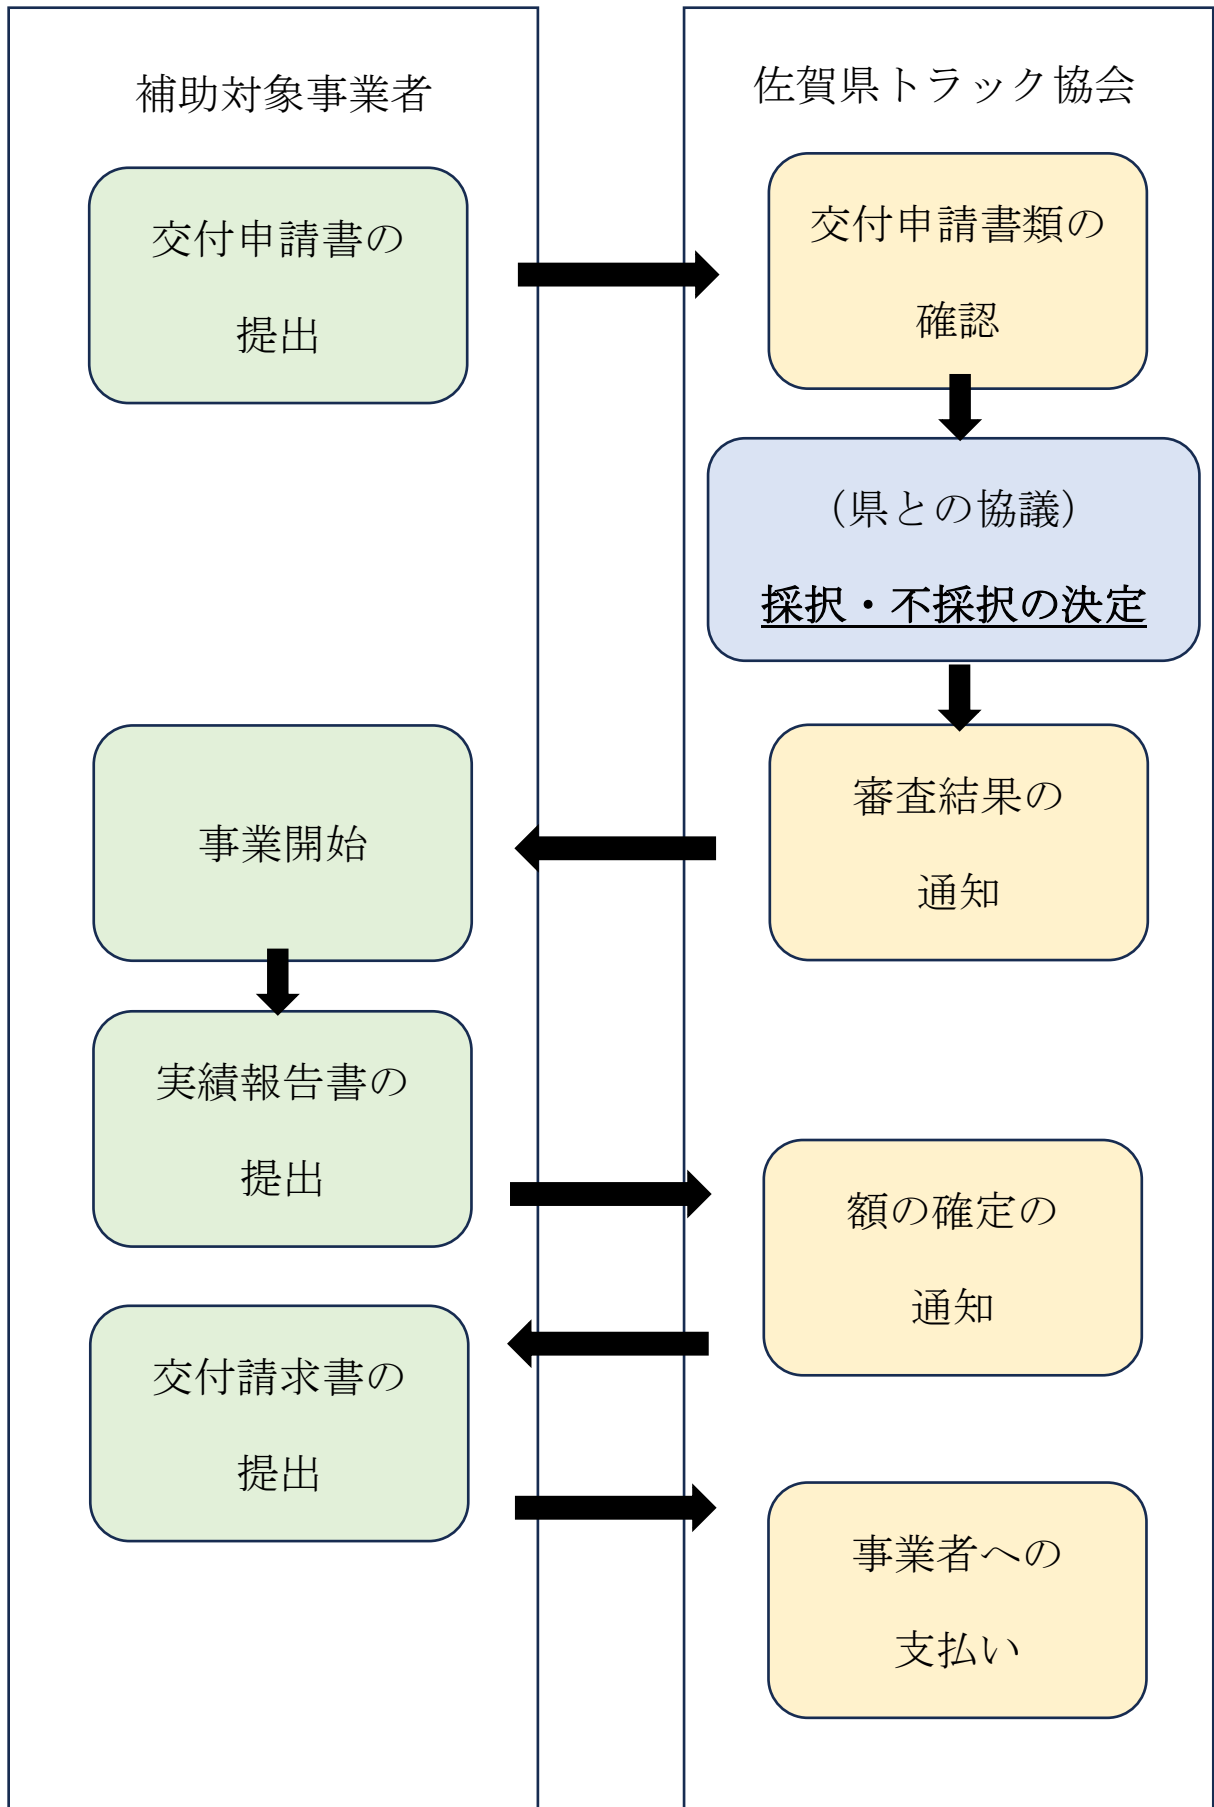 補助対象事業者
佐賀県トラック協会
交付申請書の
提出
交付申請書類の
確認
（県との協議）
採択・不採択の決定
審査結果の
通知
事業開始
実績報告書の
提出
額の確定の
通知
交付請求書の
提出
事業者への
支払い